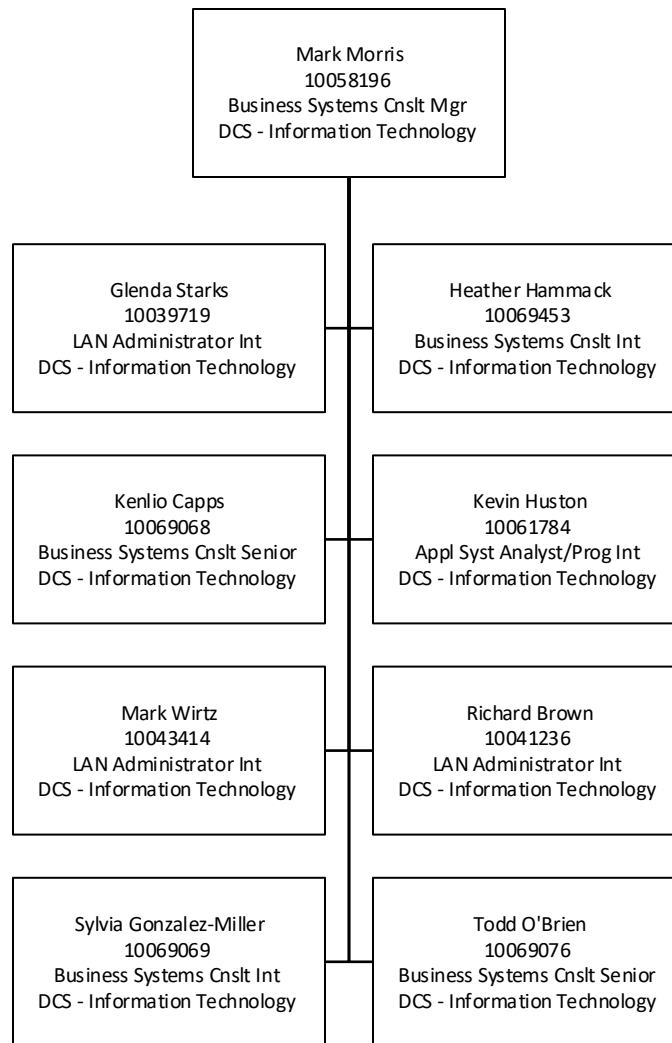 Mark Morris
10058196
Business Systems Cnslt Mgr
DCS - Information Technology
Glenda Starks
10039719
LAN Administrator Int
DCS - Information Technology
Heather Hammack
10069453
Business Systems Cnslt Int
DCS - Information Technology
Kenlio Capps
10069068
Business Systems Cnslt Senior
DCS - Information Technology
Kevin Huston
10061784
Appl Syst Analyst/Prog Int
DCS - Information Technology
Mark Wirtz
10043414
LAN Administrator Int
DCS - Information Technology
Richard Brown
10041236
LAN Administrator Int
DCS - Information Technology
Sylvia Gonzalez-Miller
10069069
Business Systems Cnslt Int
DCS - Information Technology
Todd O'Brien
10069076
Business Systems Cnslt Senior
DCS - Information Technology